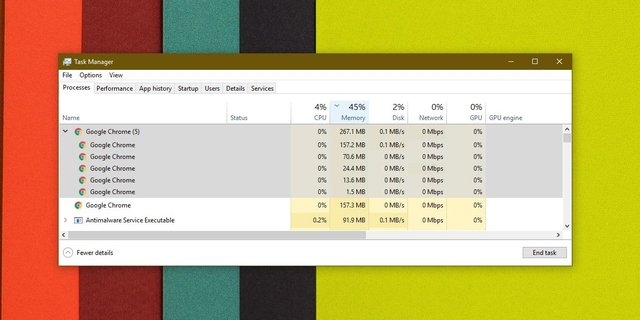 Task Manager
File Options View
Processes Performance App history Startup Users Details Services
4% 45% 2% 0% 0%
Name Status CPU Memory Disk Network GPU GPU engine
Google Chrome (5) 0% 267.1 MB 0.1 MB/s 0 Mbps 0%
Google Chrome 0% 157.2 MB 0.1 MB/s 0 Mbps 0%
Google Chrome 0% 70.6 MB 0 MB/s 0 Mbps 0%
Google Chrome 0% 24.4 MB 0 MB/s 0 Mbps 0%
Google Chrome 0% 13.6 MB 0 MB/s 0 Mbps 0%
Google Chrome 0% 1.5 MB 0 MB/s 0 Mbps 0%
Google Chrome 0% 157.3 MB 0 MB/s 0 Mbps 0%
Antimalware Service Executable 0.2% 91.9 MB 0.1 MB/s 0 Mbps 0%
Fewer details End task